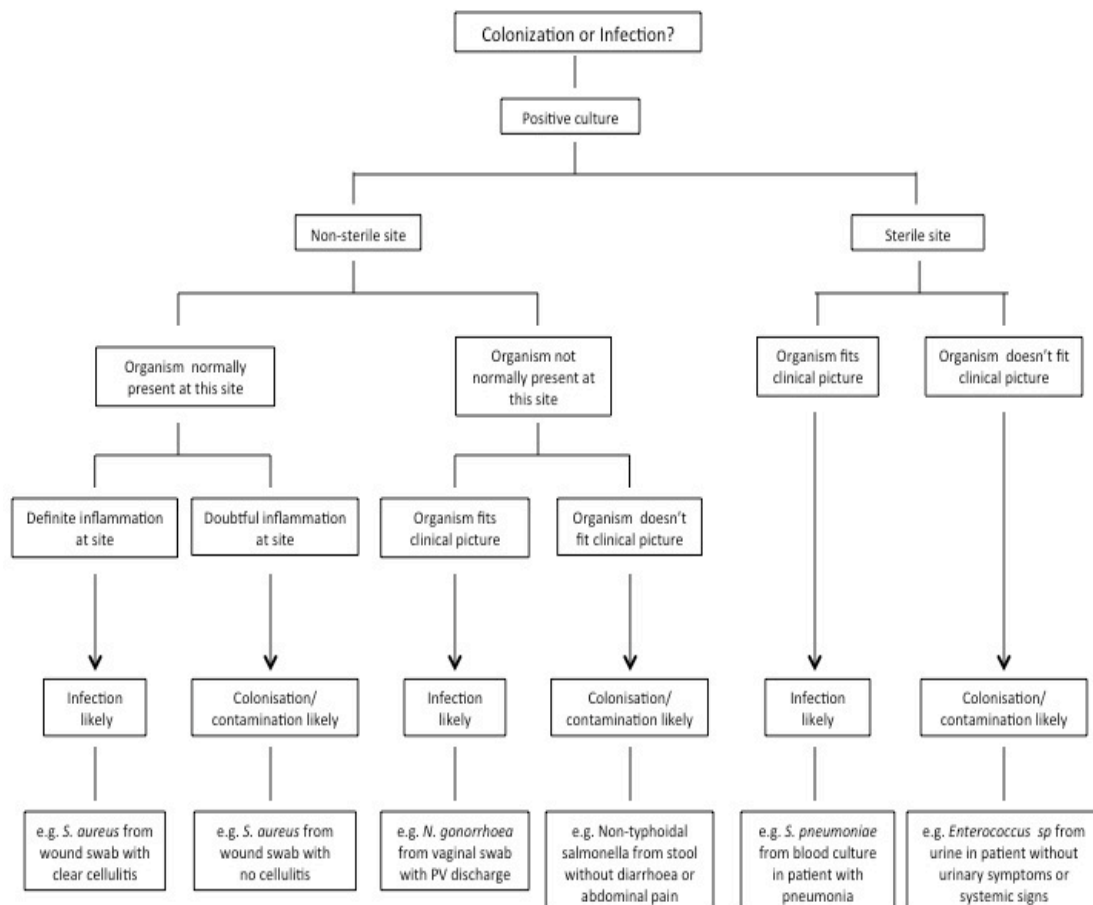 Colonization or Infection?
Positive culture
Non-sterile site
Sterile site
Organism normally
present at this site
Organism not
normally present at
this site
Organism fits
clinical picture
Organism doesn't fit
clinical picture
Definite inflammation
at site
Doubtful inflammation
at site
Organism fits
clinical picture
Organism doesn't
fit clinical picture
Infection
likely
Colonisation/
contamination likely
Infection
likely
Colonisation/
contamination likely
Infection
likely
Colonisation/
contamination likely
e.g. S. aureus from
wound swab with
clear cellulitis
e.g. S. aureus from
wound swab with
no cellulitis
e.g. N. gonorrhoea
from vaginal swab
with PV discharge
e.g. Non-typhoidal
salmonella from stool
without diarrhoea or
abdominal pain
e.g. S. pneumoniae
from blood culture
in patient with
pneumonia
e.g. Enterococcus sp from
urine in patient without
urinary symptoms or
systemic signs